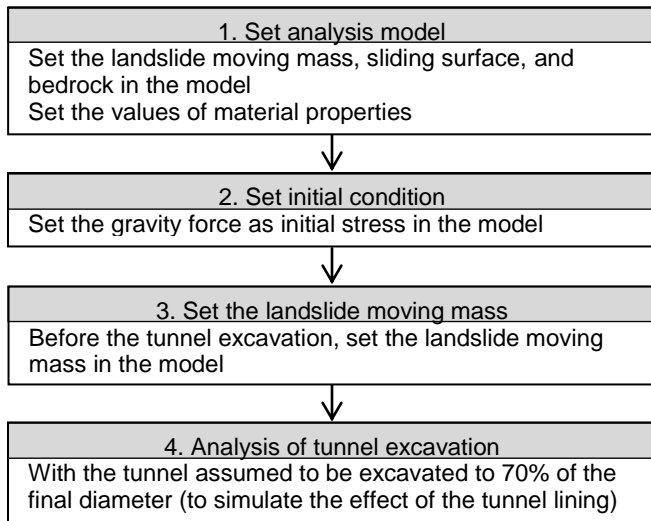 1. Set analysis model
Set the landslide moving mass, sliding surface, and
bedrock in the model
Set the values of material properties
2. Set initial condition
Set the gravity force as initial stress in the model
3. Set the landslide moving mass
Before the tunnel excavation, set the landslide moving
mass in the model
4. Analysis of tunnel excavation
With the tunnel assumed to be excavated to 70% of the
final diameter (to simulate the effect of the tunnel lining)